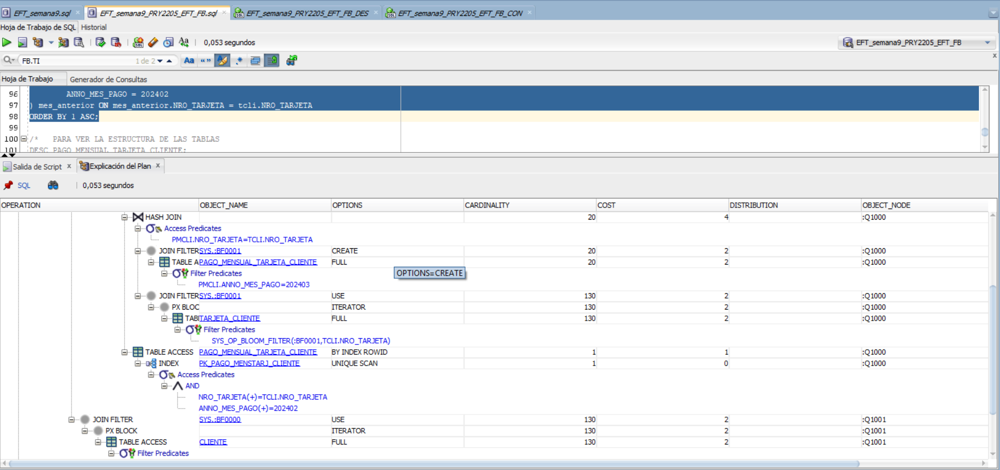 EFT_semana9.sql × EFT_semana9_PRY2205_EFT_FB.sql × EFT_semana9_PRY2205_EFT_FB_DES × EFT_semana9_PRY2205_EFT_FB_CON ×
Hoja de Trabajo de SQL Historial
0,053 segundos EFT_semana9_PRY2205_EFT_FB
FB.TI 1 de 2 Aa “ ” .* x
Hoja de Trabajo Generador de Consultas
96 ANNO_MES_PAGO = 202402
97 ) mes_anterior ON mes_anterior.NRO_TARJETA = tcli.NRO_TARJETA
98 ORDER BY 1 ASC;
99
100 /* PARA VER LA ESTRUCTURA DE LAS TABLAS
101 DESC PAGO_MENSUAL_TARJETA_CLIENTE;
Salida de Script x Explicación del Plan x
SQL 0,053 segundos
OPERATION OBJECT_NAME OPTIONS CARDINALITY COST DISTRIBUTION OBJECT_NODE
HASH JOIN 20 4 :Q1000
Access Predicates
PMCLI.NRO_TARJETA=TCLI.NRO_TARJETA
JOIN FILTER SYS.:BF0001 CREATE 20 2 :Q1000
TABLE A PAGO_MENSUAL_TARJETA_CLIENTE FULL 20 2 :Q1000
Filter Predicates OPTIONS=CREATE
PMCLI.ANNO_MES_PAGO=202403
JOIN FILTER SYS.:BF0001 USE 130 2 :Q1000
PX BLOC ITERATOR 130 2 :Q1000
TAB TARJETA_CLIENTE FULL 130 2 :Q1000
Filter Predicates
SYS_OP_BLOOM_FILTER(:BF0001,TCLI.NRO_TARJETA)
TABLE ACCESS PAGO_MENSUAL_TARJETA_CLIENTE BY INDEX ROWID 1 1 :Q1000
INDEX PK_PAGO_MENSTARJ_CLIENTE UNIQUE SCAN 1 0 :Q1000
Access Predicates
AND
NRO_TARJETA(+)=TCLI.NRO_TARJETA
ANNO_MES_PAGO(+)=202402
JOIN FILTER SYS.:BF0000 USE 130 2 :Q1001
PX BLOCK ITERATOR 130 2 :Q1001
TABLE ACCESS CLIENTE FULL 130 2 :Q1001
Filter Predicates